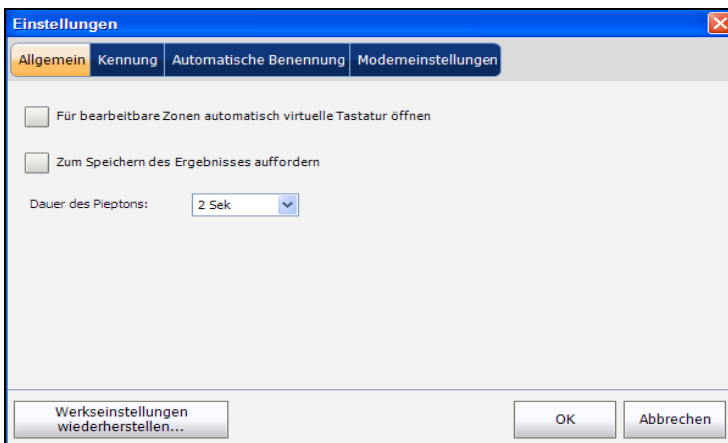 Einstellungen
Allgemein Kennung Automatische Benennung Modemeinstellungen
Für bearbeitbare Zonen automatisch virtuelle Tastatur öffnen
Zum Speichern des Ergebnisses auffordern
Dauer des Pieptons: 2 Sek
Werkseinstellungen
wiederherstellen...
OK Abbrechen